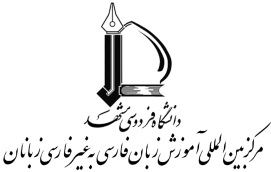 دانشگاه فردوسی مشهد
مرکز بین المللی آموزش زبان فارسی به غیر فارسی زبانان